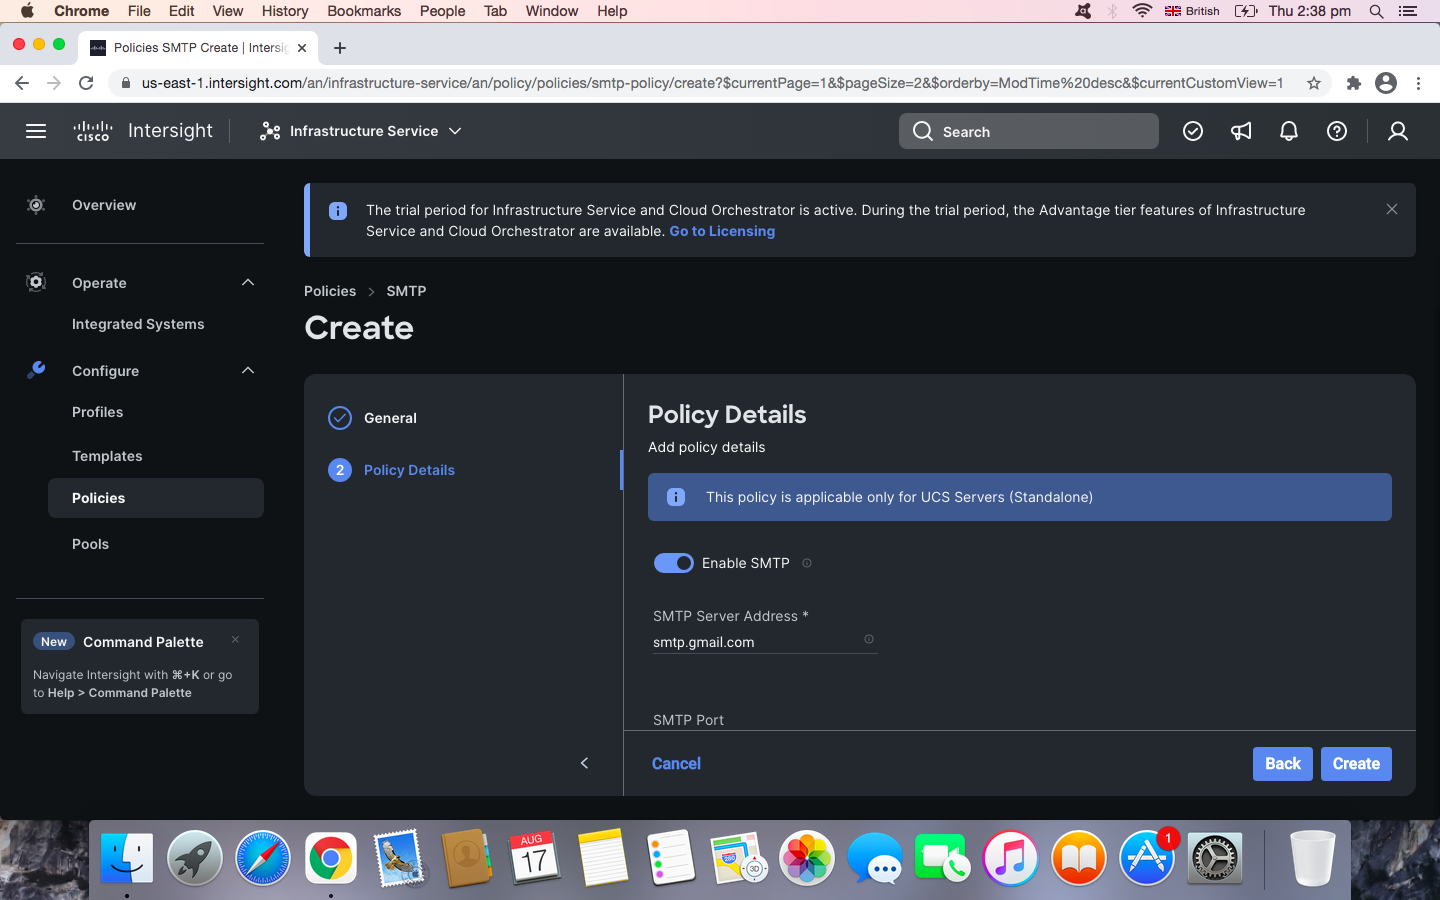 Chrome File Edit View History Bookmarks People Tab Window Help British Thu 2:38 pm
Policies SMTP Create | Intersig
us-east-1.intersight.com/an/infrastructure-service/an/policy/policies/smtp-policy/create?$currentPage=1&$pageSize=2&$orderby=ModTime%20desc&$currentCustomView=1
CISCO Intersight Infrastructure Service Search
Overview
Operate
Integrated Systems
Configure
Profiles
Templates
Policies
Pools
New Command Palette
Navigate Intersight with ⌘+K or go
to Help > Command Palette
The trial period for Infrastructure Service and Cloud Orchestrator is active. During the trial period, the Advantage tier features of Infrastructure
Service and Cloud Orchestrator are available. Go to Licensing
Policies > SMTP
Create
General
2 Policy Details
Policy Details
Add policy details
This policy is applicable only for UCS Servers (Standalone)
Enable SMTP
SMTP Server Address *
smtp.gmail.com
SMTP Port
Cancel Back Create
AUG
17
280
3D
1